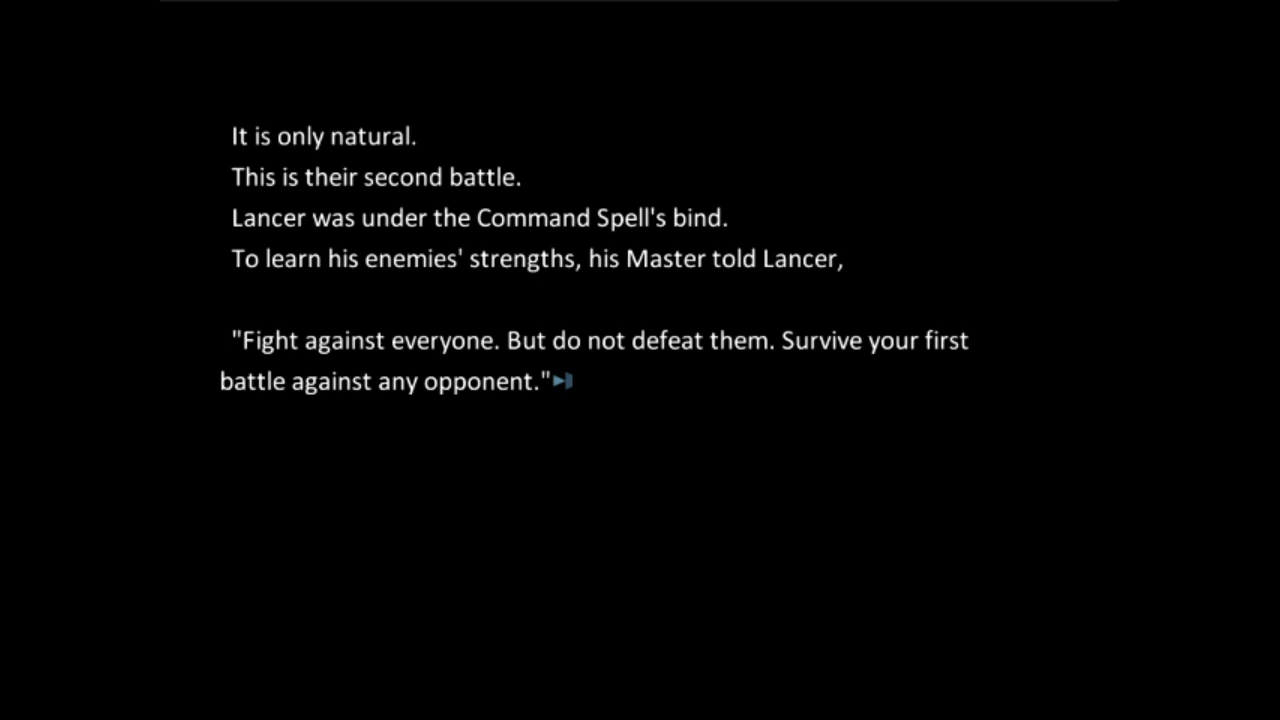 It is only natural.
This is their second battle.
Lancer was under the Command Spell's bind.
To learn his enemies' strengths, his Master told Lancer,
"Fight against everyone. But do not defeat them. Survive your first
battle against any opponent."